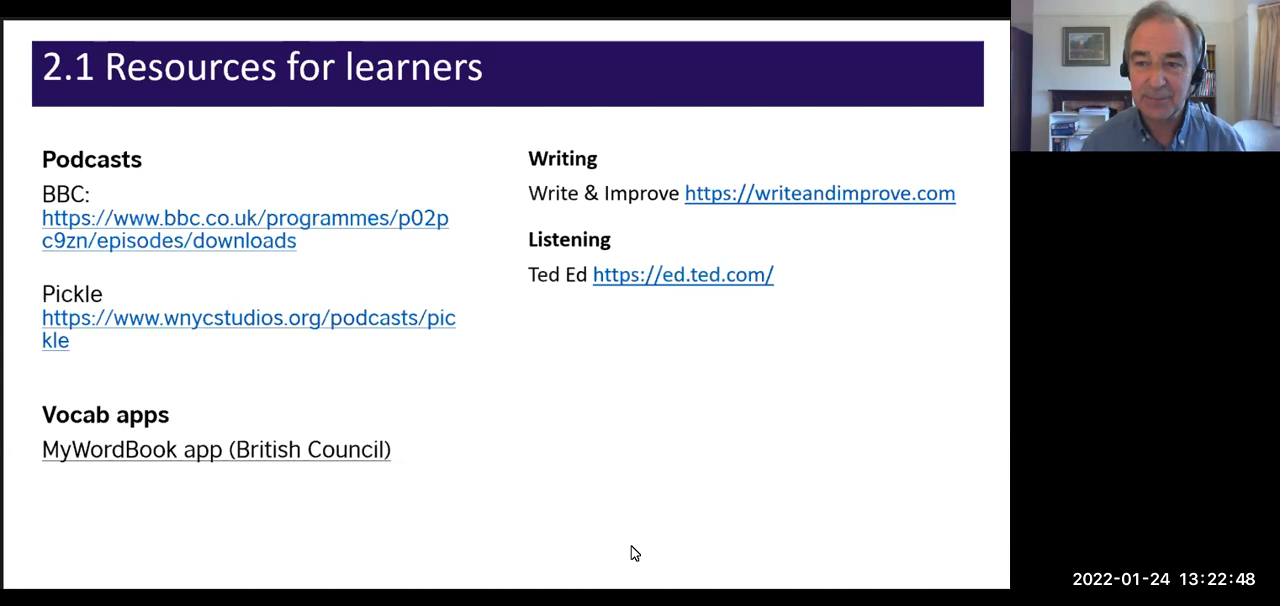 2.1 Resources for learners
Podcasts
BBC:
https://www.bbc.co.uk/programmes/p02p
c9zn/episodes/downloads
Pickle
https://www.wnycstudios.org/podcasts/pic
kle
Vocab apps
MyWordBook app (British Council)
Writing
Write & Improve https://writeandimprove.com
Listening
Ted Ed https://ed.ted.com/
2022-01-24 13:22:48